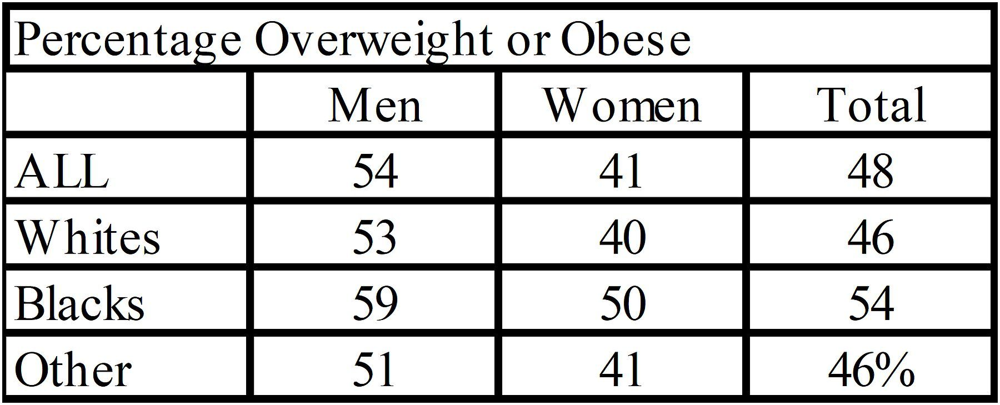 Percentage Overweight or Obese
Men Women Total
ALL 54 41 48
Whites 53 40 46
Blacks 59 50 54
Other 51 41 46%